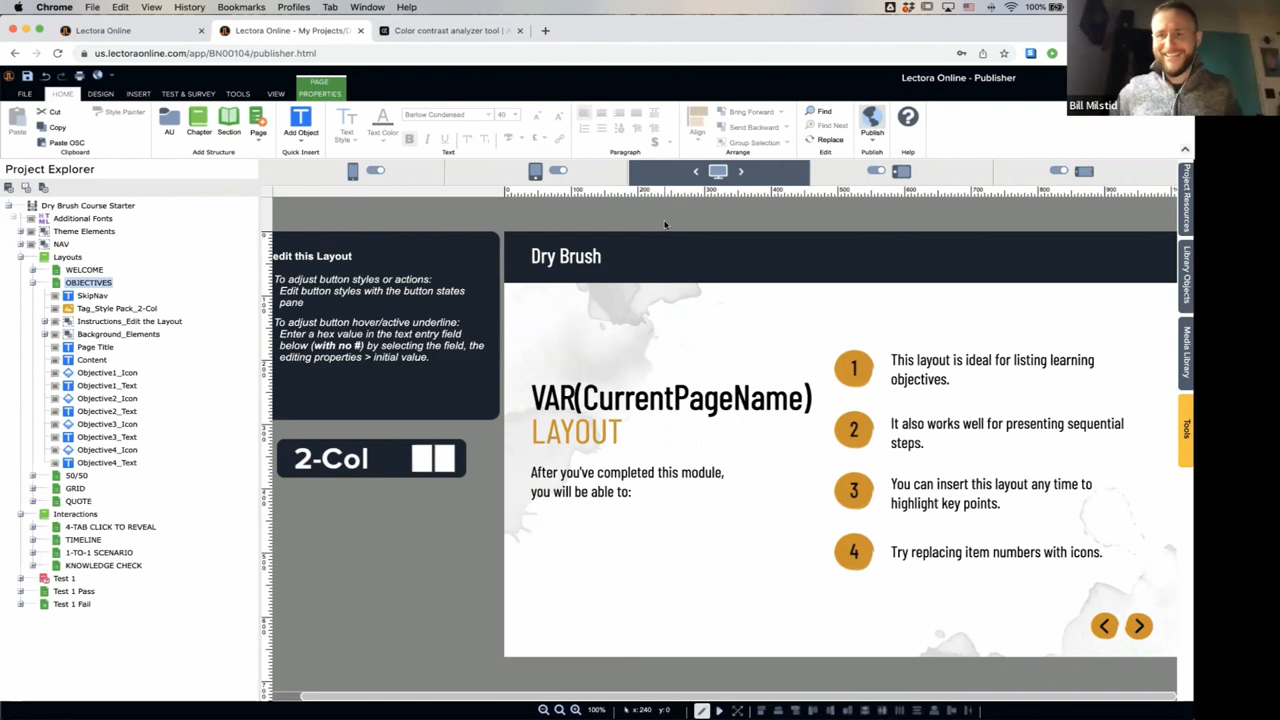 Chrome File Edit View History Bookmarks Profiles Tab Window Help 100%
Lectora Online
Lectora Online - My Projects/D
Color contrast analyzer tool | A
us.lectoraonline.com/app/BN00104/publisher.html
Bill Milstid
Lectora Online - Publisher
PAGE
FILE HOME DESIGN INSERT TEST & SURVEY TOOLS VIEW PROPERTIES
Paste
Cut
Copy
Paste OSC
Style Painter
Clipboard
AU
Chapter
Section
Page
Add Structure
Add Object
Quick Insert
Text
Style
Text Color
Barlow Condensed
40
B I U
Text
Paragraph
Align
Bring Forward
Send Backward
Group Selection
Arrange
Find
Find Next
Replace
Edit
Publish
Publish
Help
Project Explorer
Dry Brush Course Starter
Additional Fonts
Theme Elements
NAV
Layouts
WELCOME
OBJECTIVES
SkipNav
Tag_Style Pack_2-Col
Instructions_Edit the Layout
Background_Elements
Page Title
Content
Objective1_Icon
Objective1_Text
Objective2_Icon
Objective2_Text
Objective3_Icon
Objective3_Text
Objective4_Icon
Objective4_Text
50/50
GRID
QUOTE
Interactions
4-TAB CLICK TO REVEAL
TIMELINE
1-TO-1 SCENARIO
KNOWLEDGE CHECK
Test 1
Test 1 Pass
Test 1 Fail
0 100 200 300 400 500 600 700 800 900
edit this Layout
To adjust button styles or actions:
Edit button styles with the button states
pane
To adjust button hover/active underline:
Enter a hex value in the text entry field
below (with no #) by selecting the field, the
editing properties > initial value.
2-Col
Dry Brush
VAR(CurrentPageName)
LAYOUT
After you've completed this module,
you will be able to:
1 This layout is ideal for listing learning
objectives.
2 It also works well for presenting sequential
steps.
3 You can insert this layout any time to
highlight key points.
4 Try replacing item numbers with icons.
Project Resources
Library Objects
Media Library
Tools
100% x: 240 y:0